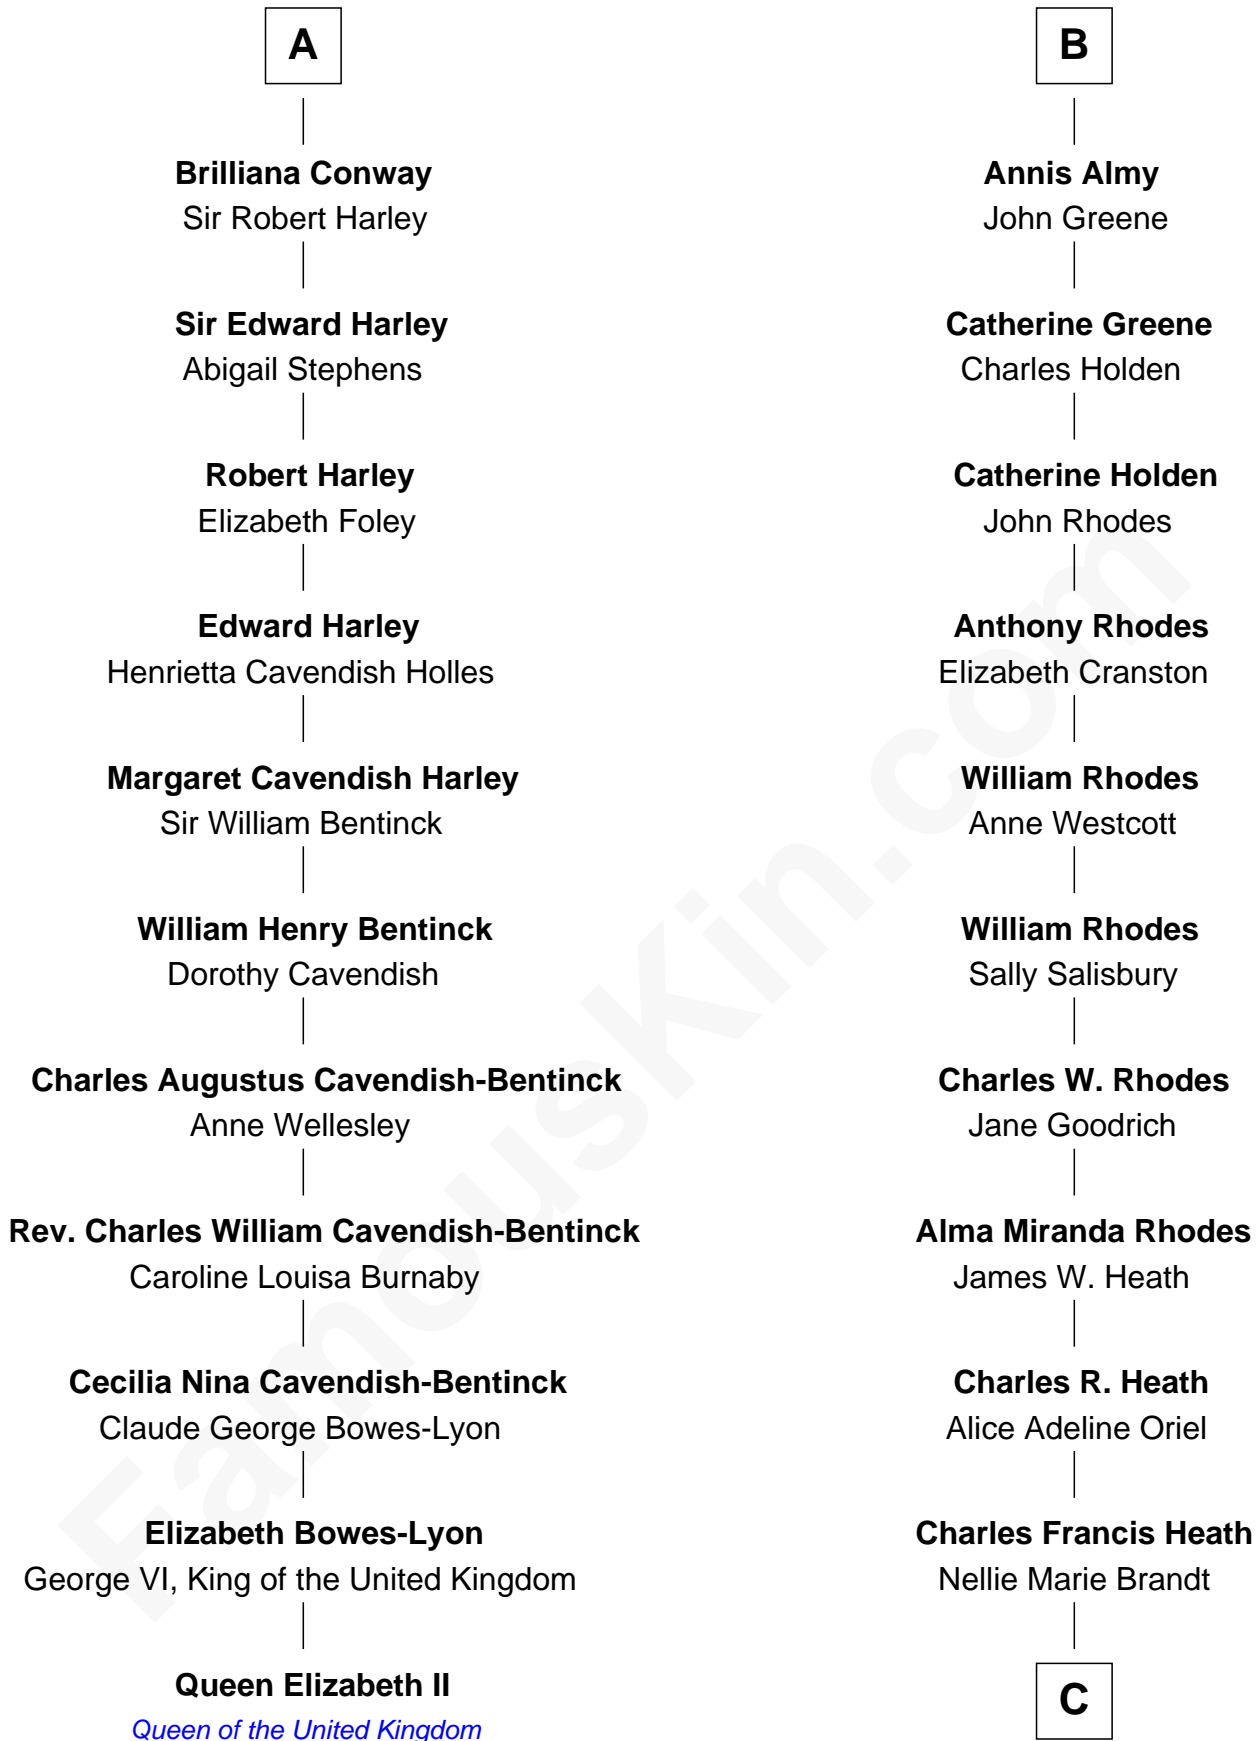 A
Brilliana Conway
Sir Robert Harley
Sir Edward Harley
Abigail Stephens
Robert Harley
Elizabeth Foley
Edward Harley
Henrietta Cavendish Holles
Margaret Cavendish Harley
Sir William Bentinck
William Henry Bentinck
Dorothy Cavendish
Charles Augustus Cavendish-Bentinck
Anne Wellesley
Rev. Charles William Cavendish-Bentinck
Caroline Louisa Burnaby
Cecilia Nina Cavendish-Bentinck
Claude George Bowes-Lyon
Elizabeth Bowes-Lyon
George VI, King of the United Kingdom
Queen Elizabeth II
Queen of the United Kingdom
B
Annis Almy
John Greene
Catherine Greene
Charles Holden
Catherine Holden
John Rhodes
Anthony Rhodes
Elizabeth Cranston
William Rhodes
Anne Westcott
William Rhodes
Sally Salisbury
Charles W. Rhodes
Jane Goodrich
Alma Miranda Rhodes
James W. Heath
Charles R. Heath
Alice Adeline Oriel
Charles Francis Heath
Nellie Marie Brandt
C
FamousKin.com